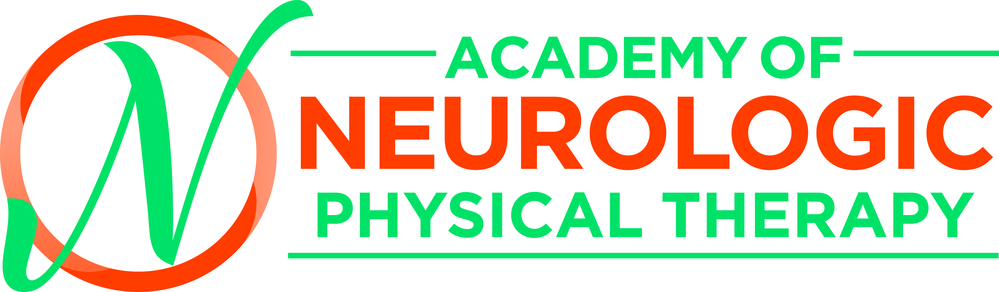 N
ACADEMY OF
NEUROLOGIC
PHYSICAL THERAPY